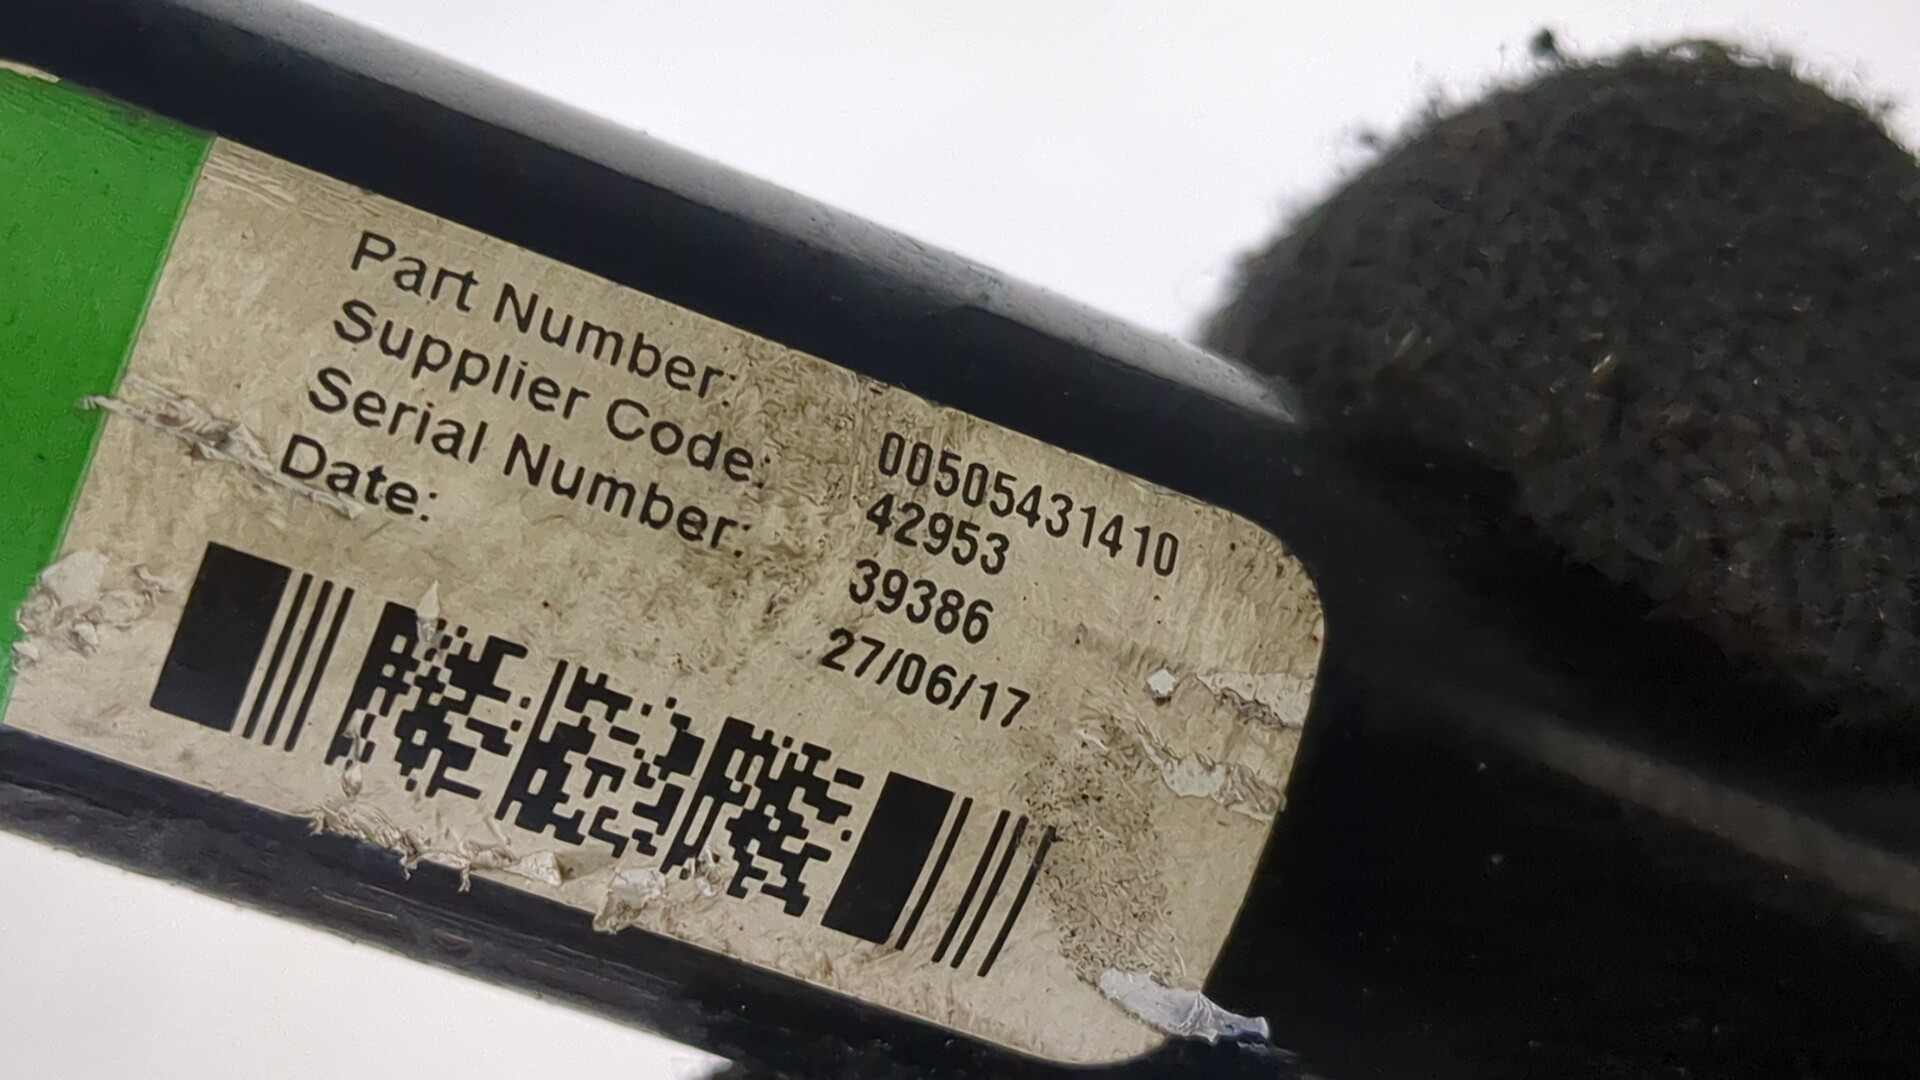 Part Number: 00505431410
Supplier Code: 42953
Serial Number: 39386
Date: 27/06/17